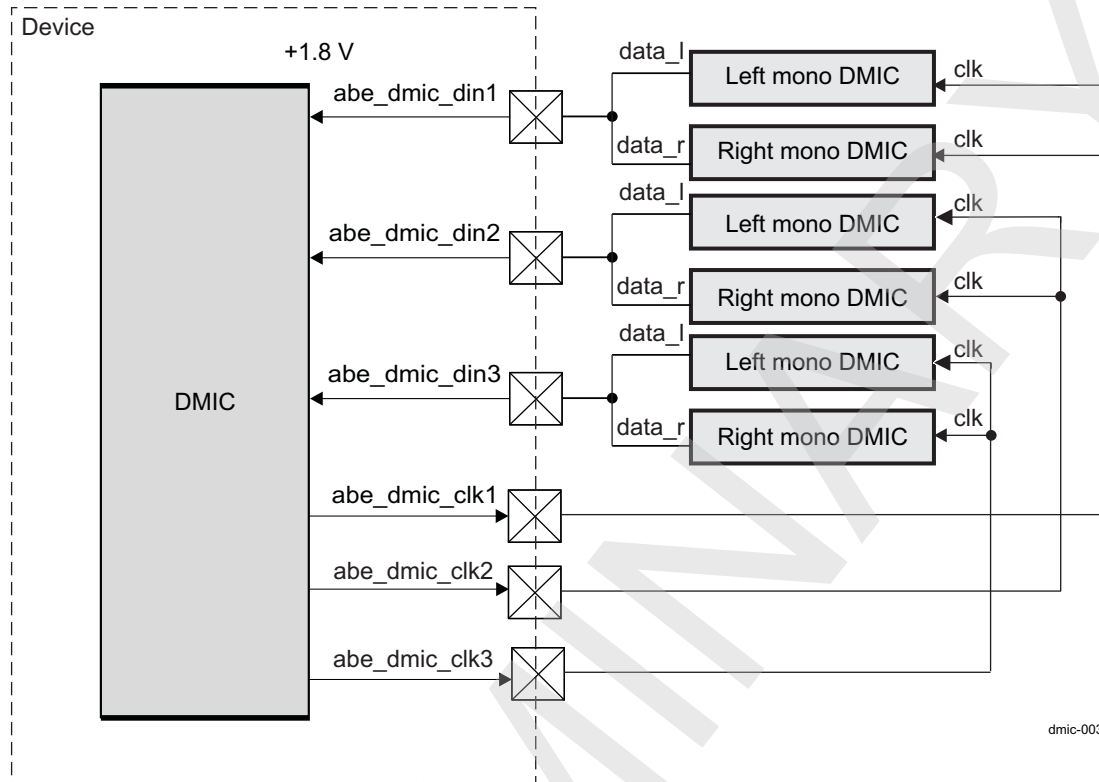 Device
+1.8 V
data_l
Left mono DMIC
clk
abe_dmic_din1
data_r
Right mono DMIC
clk
data_l
Left mono DMIC
clk
abe_dmic_din2
data_r
Right mono DMIC
clk
data_l
Left mono DMIC
clk
abe_dmic_din3
DMIC
data_r
Right mono DMIC
clk
abe_dmic_clk1
abe_dmic_clk2
abe_dmic_clk3
dmic-003
MINARY